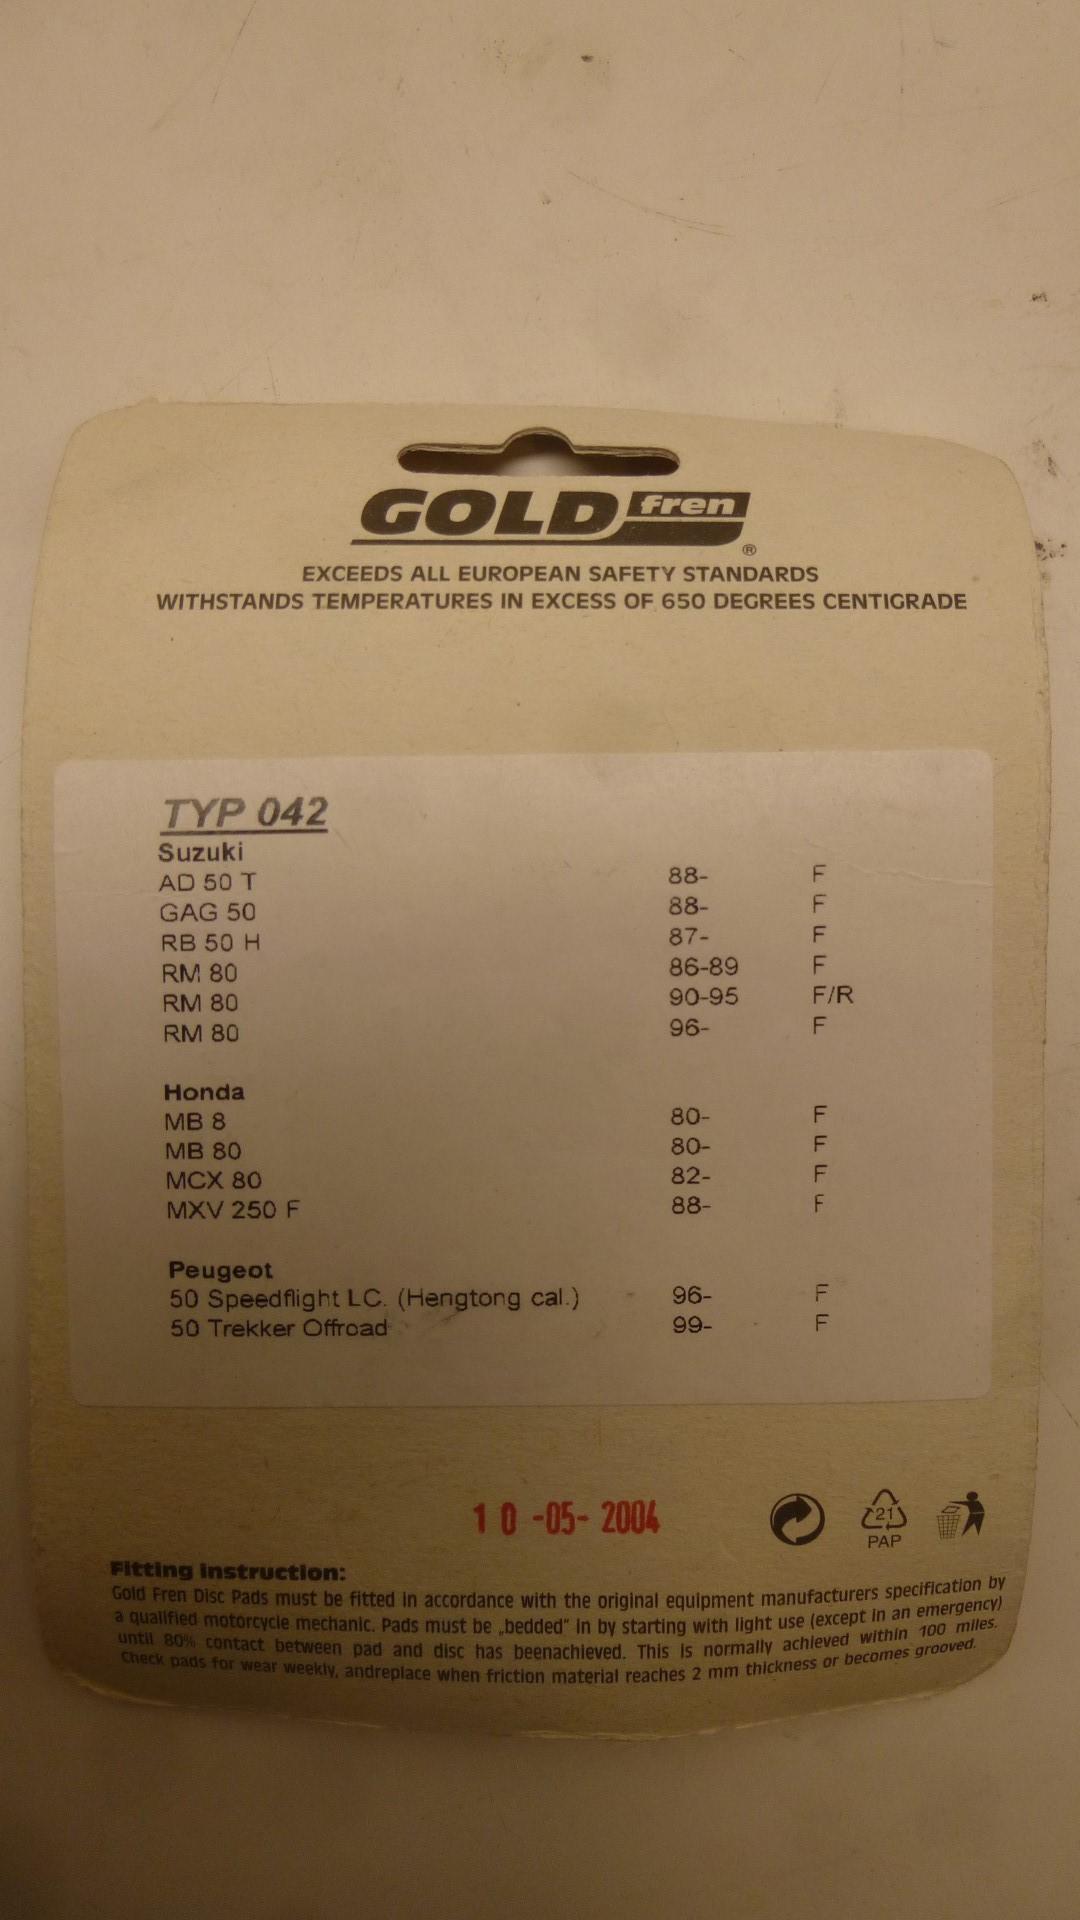 GOLD fren ®
EXCEEDS ALL EUROPEAN SAFETY STANDARDS
WITHSTANDS TEMPERATURES IN EXCESS OF 650 DEGREES CENTIGRADE
TYP 042
Suzuki
AD 50 T 88- F
GAG 50 88- F
RB 50 H 87- F
RM 80 86-89 F
RM 80 90-95 F/R
RM 80 96- F
Honda
MB 8 80- F
MB 80 80- F
MCX 80 82- F
MXV 250 F 88- F
Peugeot
50 Speedflight LC. (Hengtong cal.) 96- F
50 Trekker Offroad 99- F
10 -05- 2004
21
PAP
Fitting instruction:
Gold Fren Disc Pads must be fitted in accordance with the original equipment manufacturers specification by
a qualified motorcycle mechanic. Pads must be „bedded" in by starting with light use (except in an emergency)
until 80% contact between pad and disc has beenachieved. This is normally achieved within 100 miles.
Check pads for wear weekly, andreplace when friction material reaches 2 mm thickness or becomes grooved.